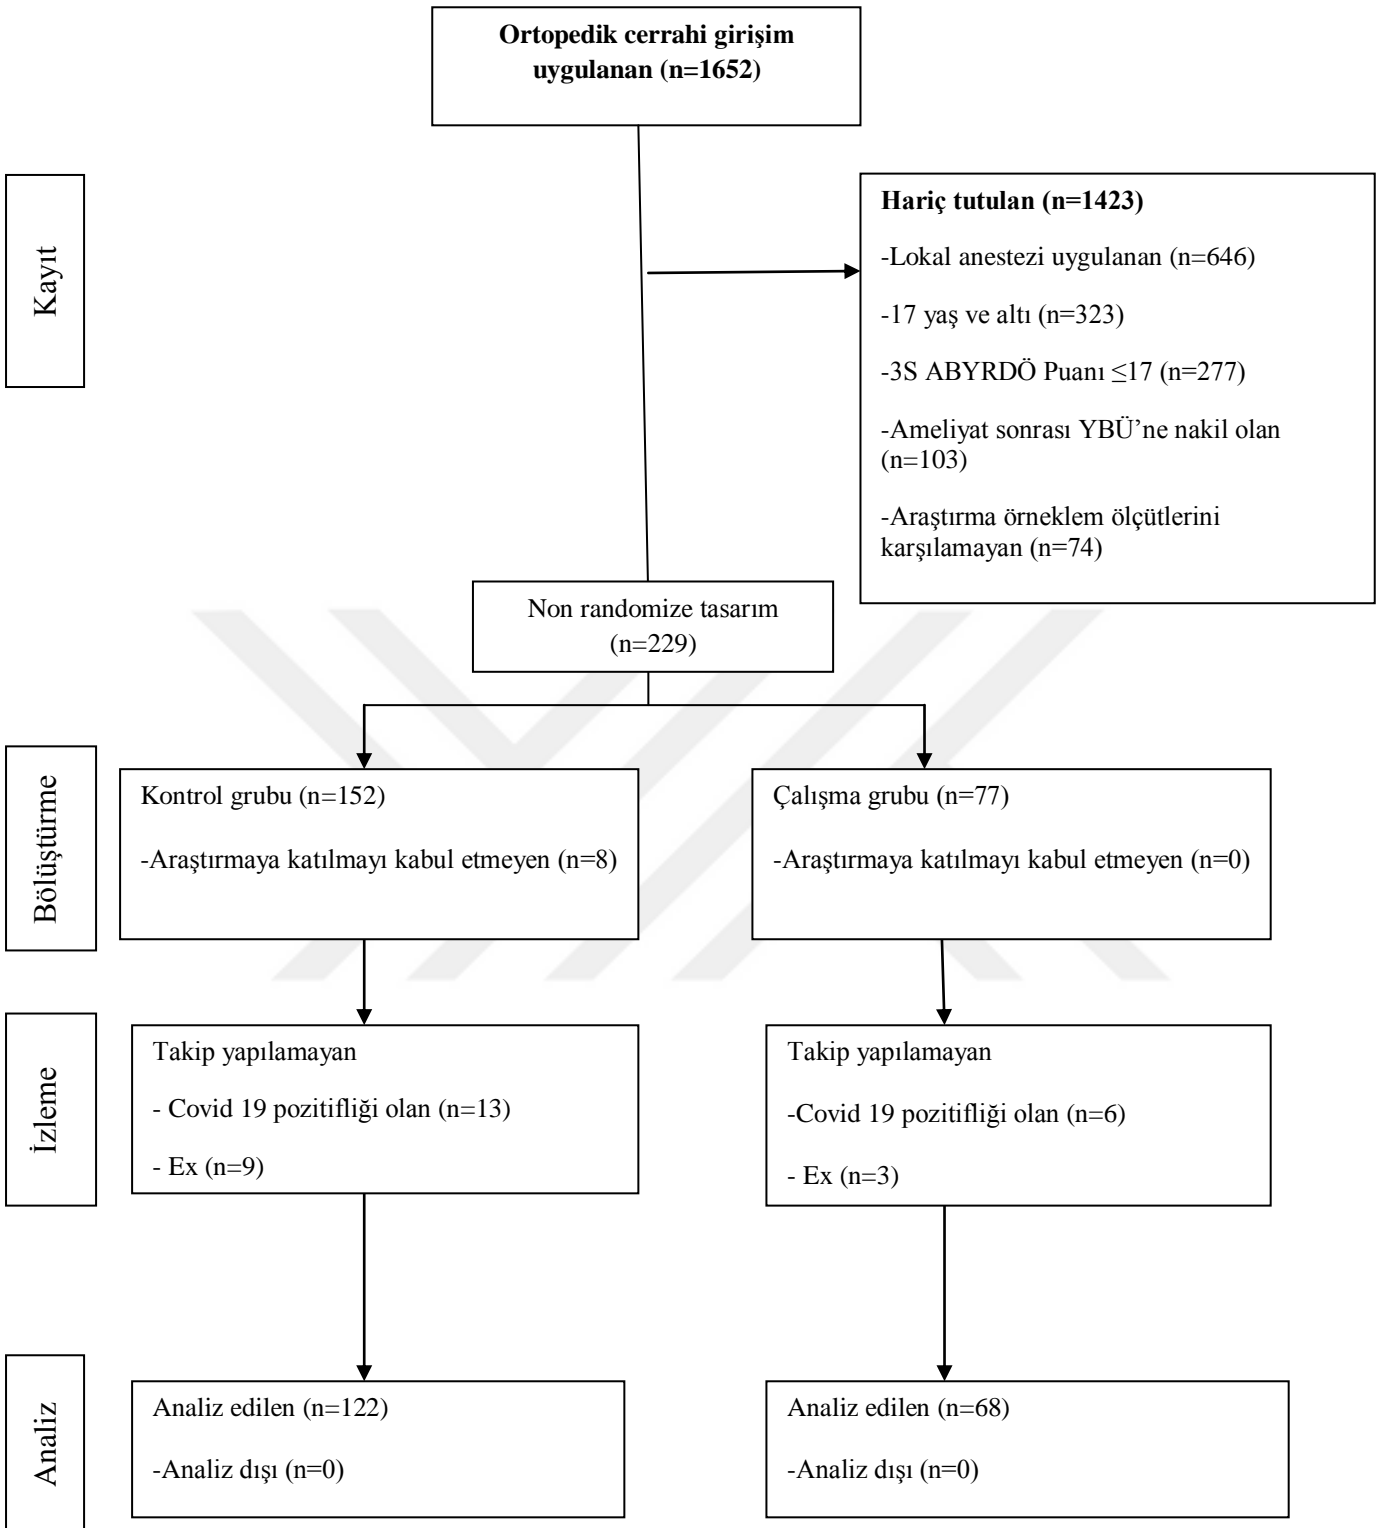 Ortopedik cerrahi girişim
uygulanan (n=1652)
Kayıt
Hariç tutulan (n=1423)
-Lokal anestezi uygulanan (n=646)
-17 yaş ve altı (n=323)
-3S ABYRDÖ Puanı ≤17 (n=277)
-Ameliyat sonrası YBÜ’ne nakil olan
(n=103)
-Araştırma örneklem ölçütlerini
karşılamayan (n=74)
Non randomize tasarım
(n=229)
Bölüştürme
Kontrol grubu (n=152)
-Araştırmaya katılmayı kabul etmeyen (n=8)
Çalışma grubu (n=77)
-Araştırmaya katılmayı kabul etmeyen (n=0)
İzleme
Takip yapılamayan
- Covid 19 pozitifliği olan (n=13)
- Ex (n=9)
Takip yapılamayan
-Covid 19 pozitifliği olan (n=6)
- Ex (n=3)
Analiz
Analiz edilen (n=122)
-Analiz dışı (n=0)
Analiz edilen (n=68)
-Analiz dışı (n=0)